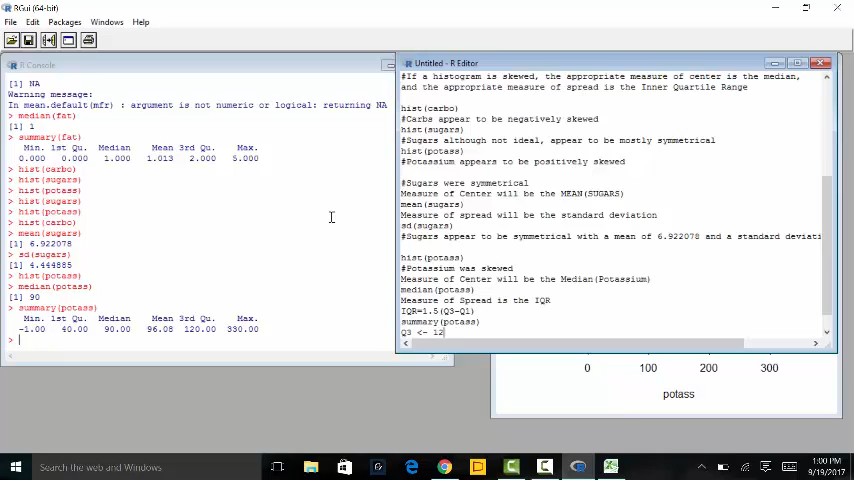 RGui (64-bit)
File Edit Packages Windows Help
R Console
[1] NA
Warning message:
In mean.default(mfr) : argument is not numeric or logical: returning NA
> median(fat)
[1] 1
> summary(fat)
Min. 1st Qu. Median Mean 3rd Qu. Max.
0.000 0.000 1.000 1.013 2.000 5.000
> hist(carbo)
> hist(sugars)
> hist(potass)
> hist(sugars)
> hist(potass)
> hist(carbo)
> mean(sugars)
[1] 6.922078
> sd(sugars)
[1] 4.444885
> hist(potass)
> median(potass)
[1] 90
> summary(potass)
Min. 1st Qu. Median Mean 3rd Qu. Max.
-1.00 40.00 90.00 96.08 120.00 330.00
>
Untitled - R Editor
#If a histogram is skewed, the appropriate measure of center is the median,
and the appropriate measure of spread is the Inner Quartile Range
hist(carbo)
#Carbs appear to be negatively skewed
hist(sugars)
#Sugars although not ideal, appear to be mostly symmetrical
hist(potass)
#Potassium appears to be positively skewed
#Sugars were symmetrical
Measure of Center will be the MEAN(SUGARS)
mean(sugars)
Measure of spread will be the standard deviation
sd(sugars)
#Sugars appear to be symmetrical with a mean of 6.922078 and a standard deviati
hist(potass)
#Potassium was skewed
Measure of Center will be the Median(Potassium)
median(potass)
Measure of Spread is the IQR
IQR=1.5(Q3-Q1)
summary(potass)
Q3 <- 12
0 100 200 300
potass
Search the web and Windows
1:00 PM
9/19/2017